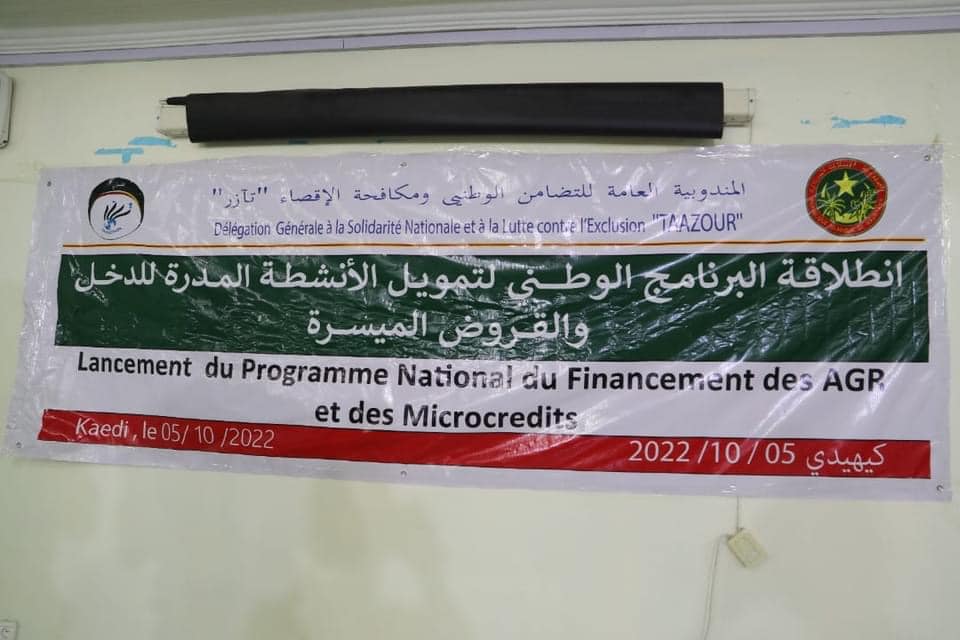 المندوبية العامة للتضامن الوطني ومكافحة الإقصاء "تآزر"
Délégation Générale à la Solidarité Nationale et à la Lutte contre l'Exclusion "TAAZOUR"
انطلاقة البرنامج الوطني لتمويل الأنشطة المدرة للدخل
والقروض الميسرة
Lancement du Programme National du Financement des AGR
et des Microcredits
Kaedi , le 05/ 10 /2022
كيهيدي 05 / 10/ 2022